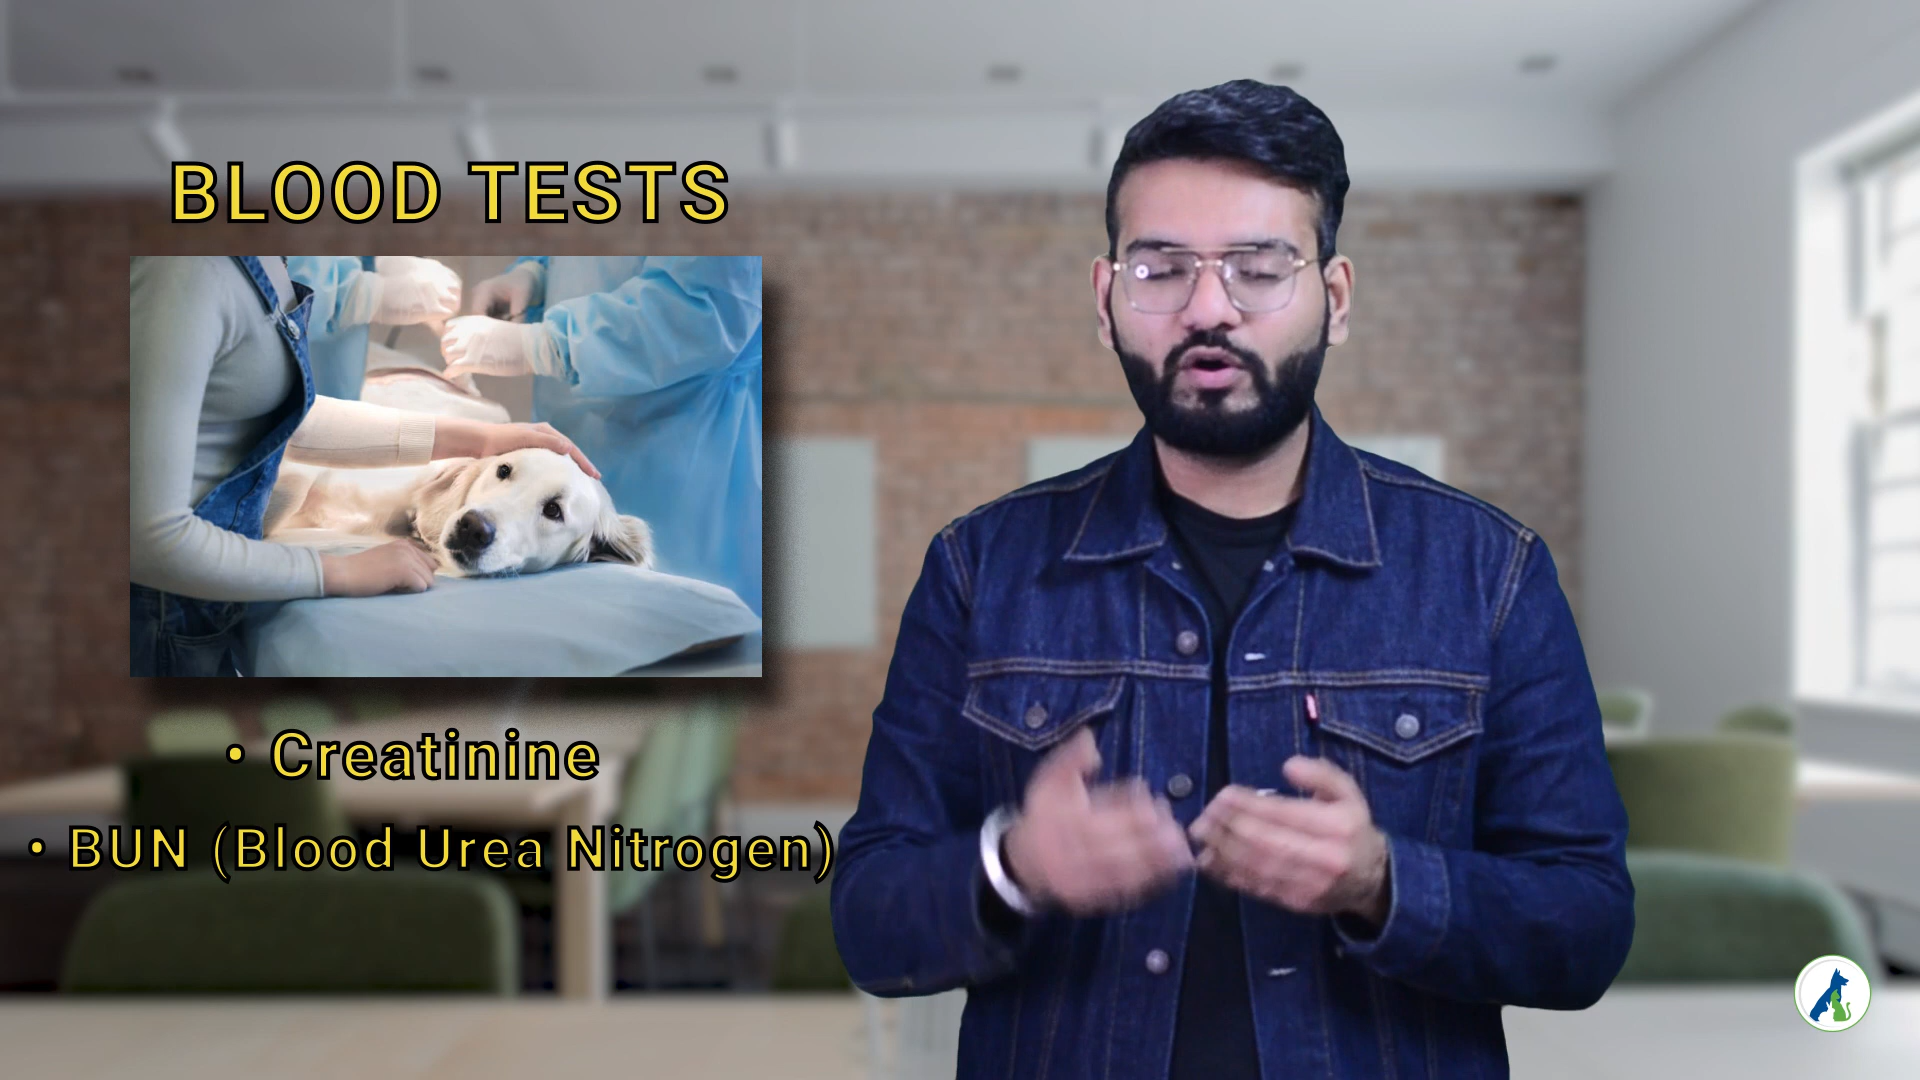 BLOOD TESTS
• Creatinine
• BUN (Blood Urea Nitrogen)